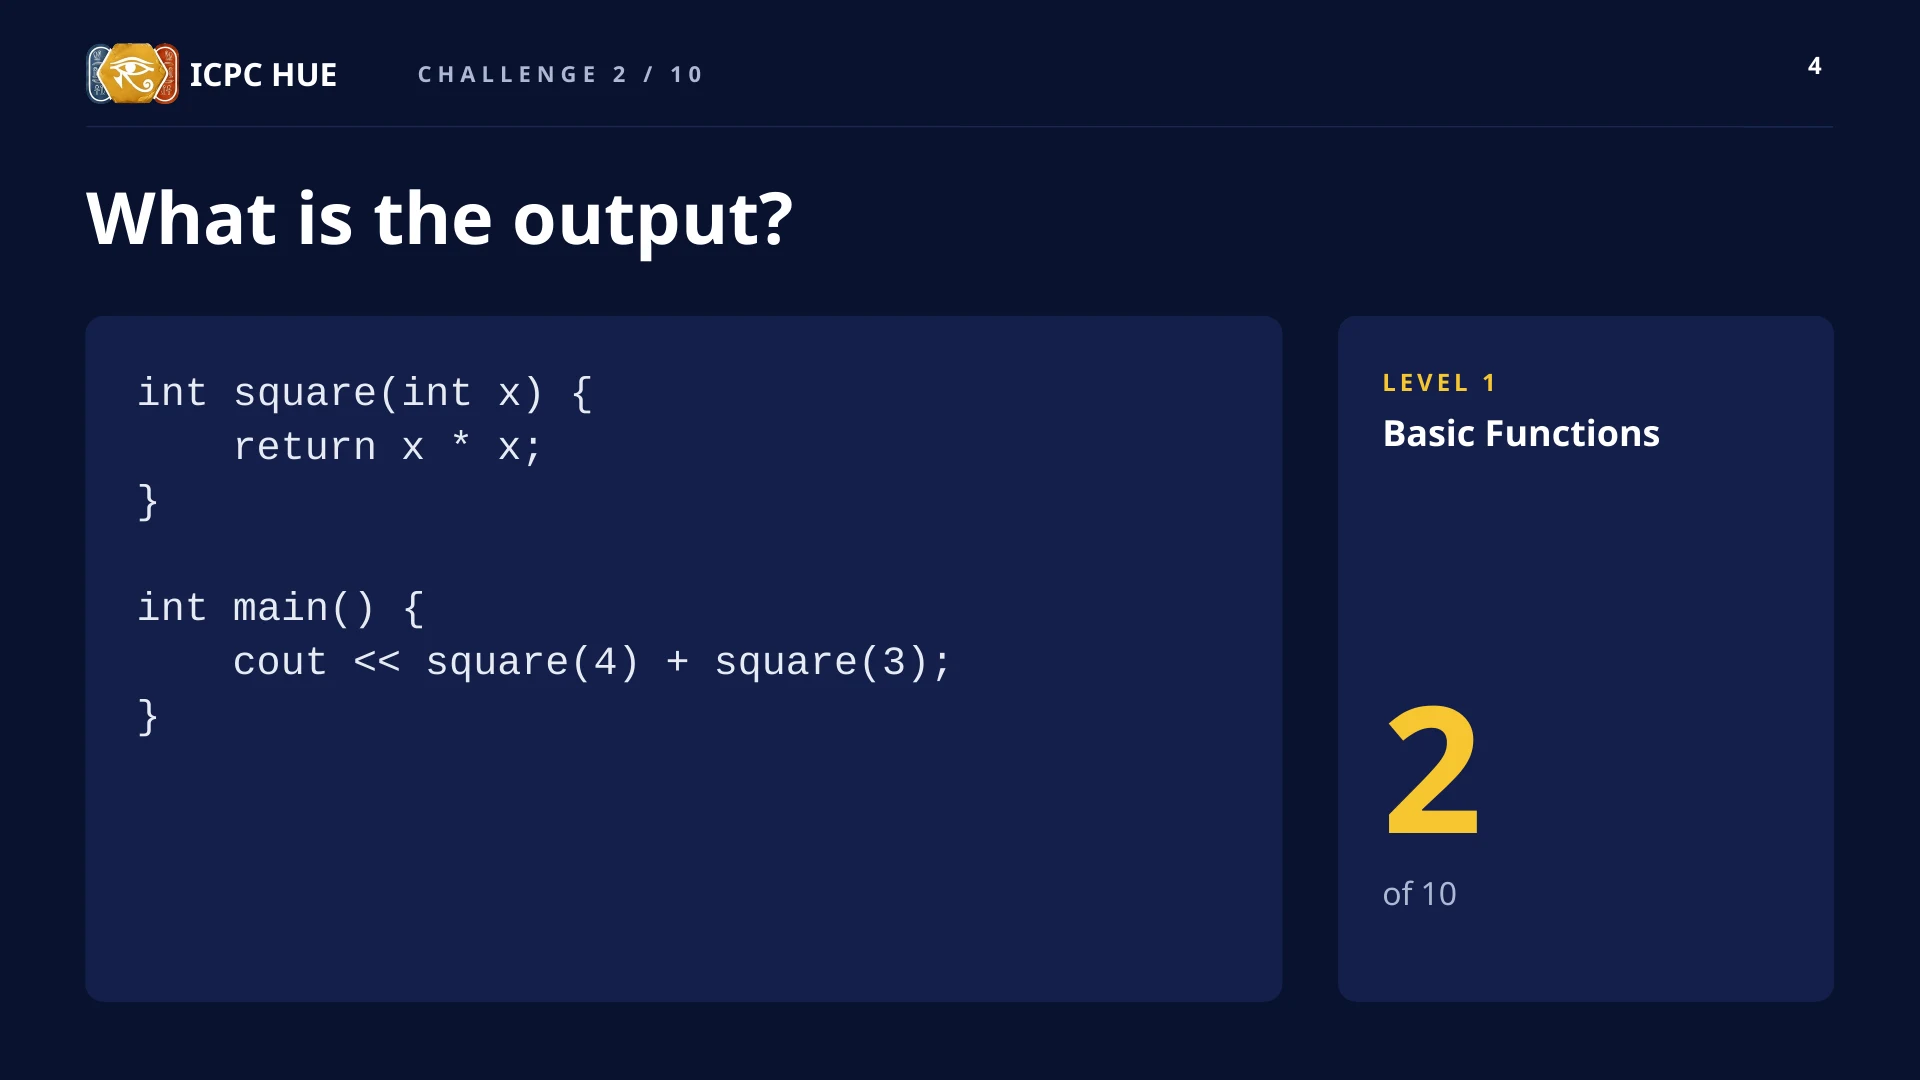 ICPC HUE
CHALLENGE 2 / 10
4
What is the output?
int square(int x) {
    return x * x;
}
int main() {
    cout << square(4) + square(3);
}
LEVEL 1
Basic Functions
2
of 10